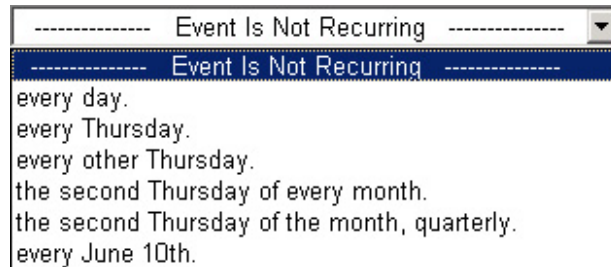 --------------- Event Is Not Recurring ---------------
--------------- Event Is Not Recurring ---------------
every day.
every Thursday.
every other Thursday.
the second Thursday of every month.
the second Thursday of the month, quarterly.
every June 10th.